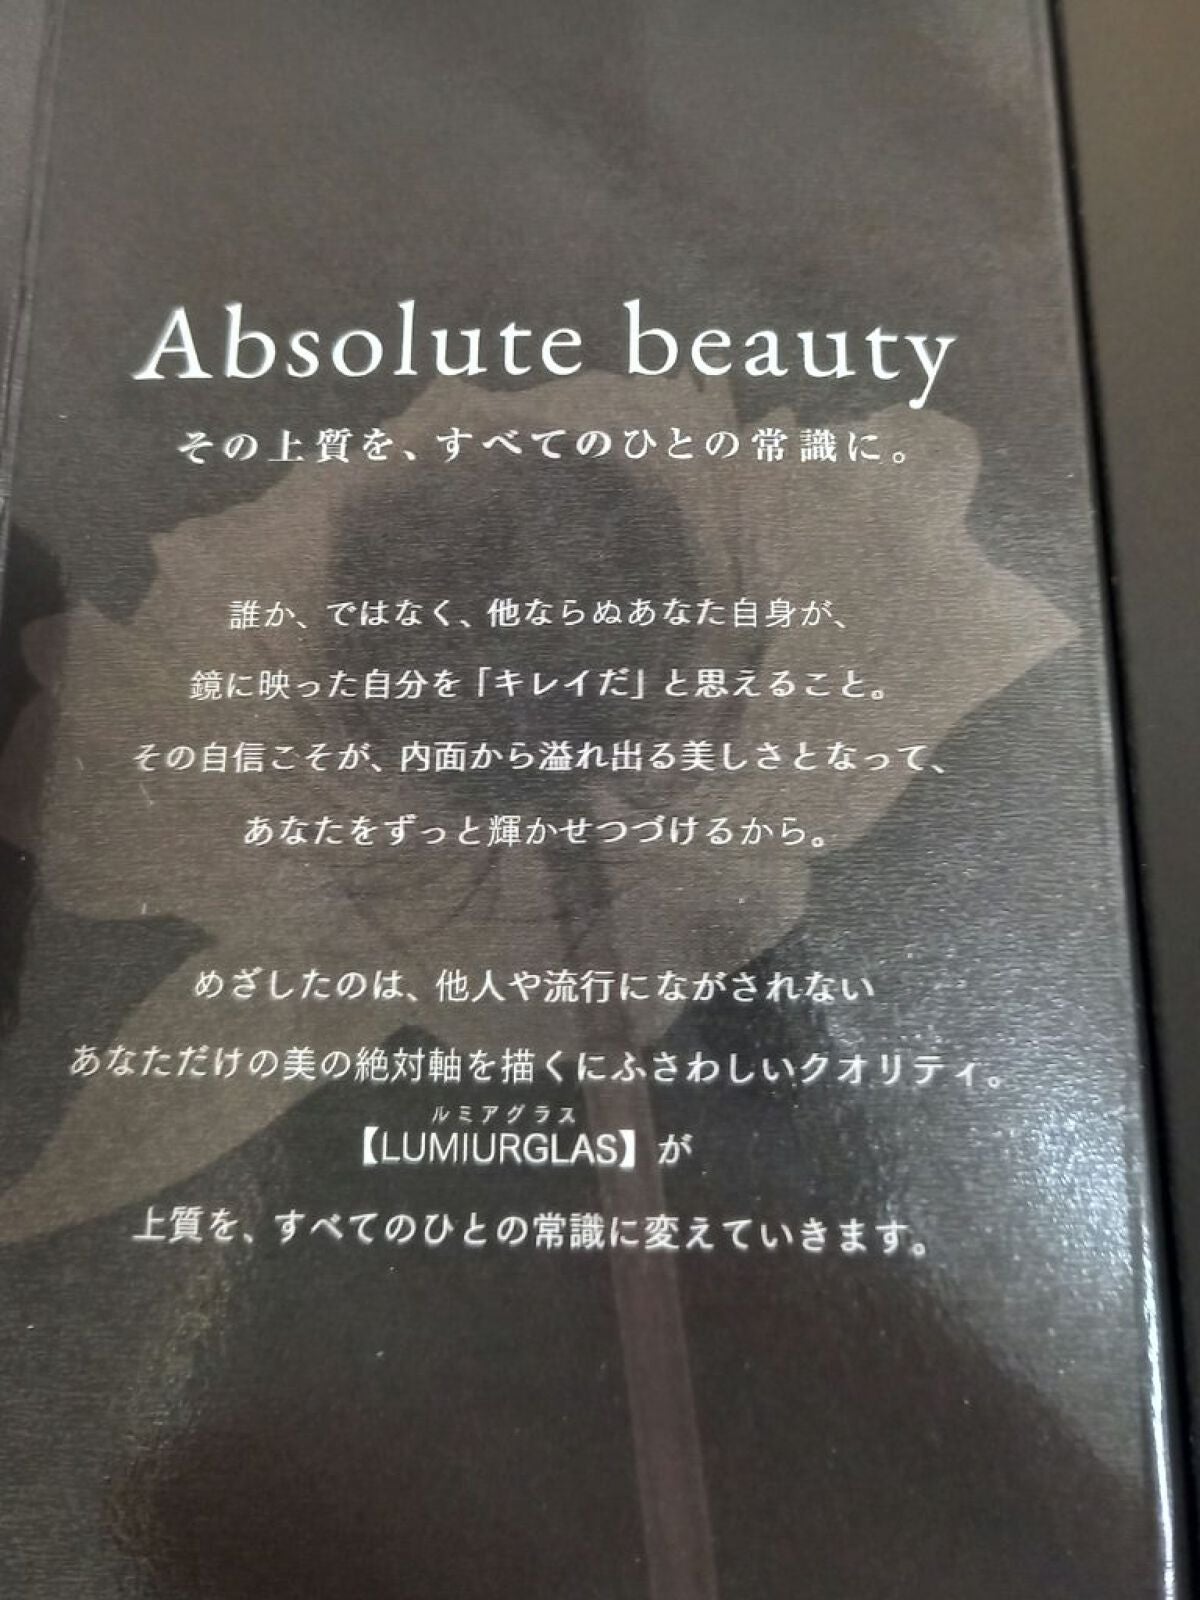 Absolute beauty
その上質を、すべてのひとの常識に。
誰か、ではなく、他ならぬあなた自身が、
鏡に映った自分を「キレイだ」と思えること。
その自信こそが、内面から溢れ出る美しさとなって、
あなたをずっと輝かせつづけるから。
めざしたのは、他人や流行にながされない
あなただけの美の絶対軸を描くにふさわしいクオリティ。
ルミアグラス
【LUMIURGLAS】が
上質を、すべてのひとの常識に変えていきます。